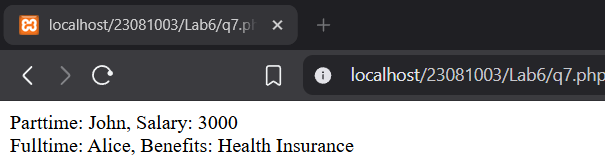 localhost/23081003/Lab6/q7.ph
localhost/23081003/Lab6/q7.php
Parttime: John, Salary: 3000
Fulltime: Alice, Benefits: Health Insurance